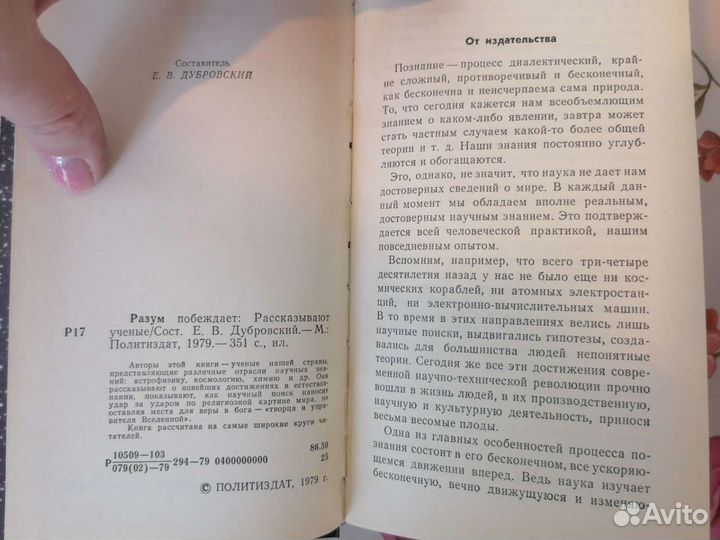 Составитель
Е. В. ДУБРОВСКИЙ
Разум побеждает: Рассказывают
Р17 ученые/Сост. Е. В. Дубровский.— М.:
Политиздат, 1979.— 351 с., ил.
Авторы этой книги — ученые нашей страны,
представляющие различные отрасли научных зна-
ний: астрофизику, космологию, химию и др. Они
рассказывают о новейших достижениях в естество-
знании, показывают, как научный поиск наносит
удар за ударом по религиозной картине мира, не
оставляя места для веры в бога — «творца и упра-
вителя Вселенной».
Книга рассчитана на самые широкие круги чи-
тателей.
Р 10509—103 294—79 0400000000 86.30
079(02)—79 25
© ПОЛИТИЗДАТ, 1979 г.
От издательства
Познание — процесс диалектический, край-
не сложный, противоречивый и бесконечный,
как бесконечна и неисчерпаема сама природа.
То, что сегодня кажется нам всеобъемлющим
знанием о каком-либо явлении, завтра может
стать частным случаем какой-то более общей
теории и т. д. Наши знания постоянно углуб-
ляются и обогащаются.
Это, однако, не значит, что наука не дает нам
достоверных сведений о мире. В каждый дан-
ный момент мы обладаем вполне реальным,
достоверным научным знанием. Это подтверж-
дается всей человеческой практикой, нашим
повседневным опытом.
Вспомним, например, что всего три-четыре
десятилетия назад у нас не было еще ни кос-
мических кораблей, ни атомных электростан-
ций, ни электронно-вычислительных машин.
В то время в этих направлениях велись лишь
научные поиски, выдвигались гипотезы, созда-
вались для большинства людей непонятные
теории. Сегодня же все эти достижения совре-
менной научно-технической революции прочно
вошли в жизнь людей, в их производственную,
научную и культурную деятельность, принося
весьма весомые плоды.
Одна из главных особенностей процесса по-
знания состоит в его бесконечном, все ускоряю-
щемся движении вперед. Ведь наука изучает
бесконечную, вечно движущуюся и изменяю-
Avito